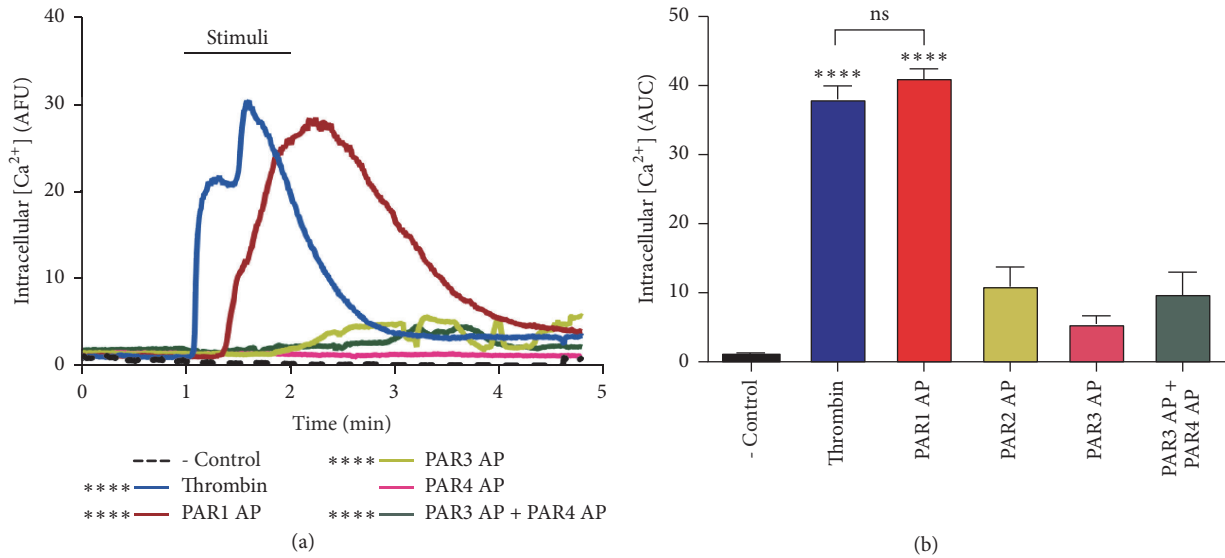 40
30
20
10
0
Intracellular [Ca²⁺] (AFU)
Stimuli
0 1 2 3 4 5
Time (min)
- Control
**** Thrombin
**** PAR1 AP
**** PAR3 AP
PAR4 AP
**** PAR3 AP + PAR4 AP
(a)
50
40
30
20
10
0
Intracellular [Ca²⁺] (AUC)
ns
****
****
- Control
Thrombin
PAR1 AP
PAR2 AP
PAR3 AP
PAR3 AP +
PAR4 AP
(b)